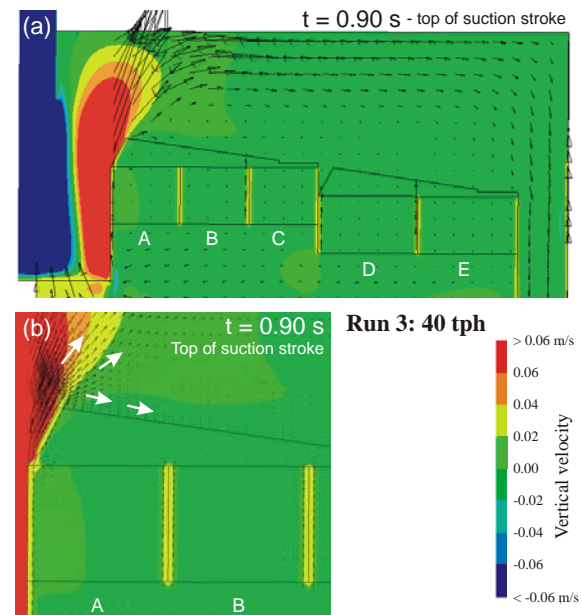 (a)
t = 0.90 s - top of suction stroke
A B C
D E
(b)
t = 0.90 s
Top of suction stroke
A B
Run 3: 40 tph
> 0.06 m/s
0.06
0.04
0.02
0.00
-0.02
-0.04
-0.06
< -0.06 m/s
Vertical velocity